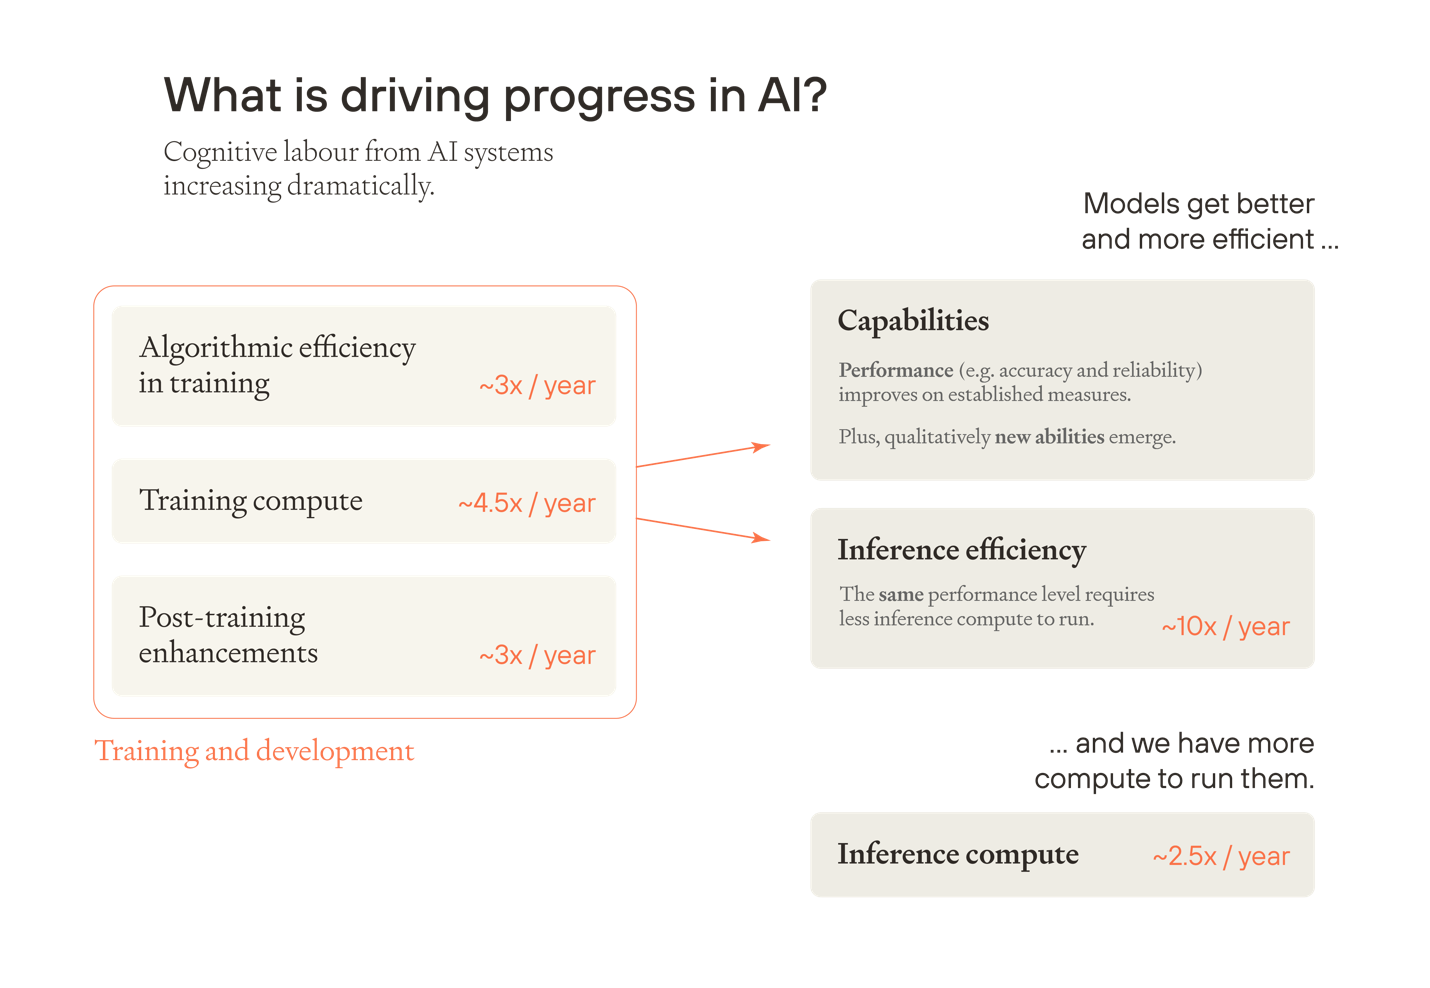 What is driving progress in AI?
Cognitive labour from AI systems
increasing dramatically.
Algorithmic efficiency
in training
~3x / year
Training compute
~4.5x / year
Post-training
enhancements
~3x / year
Training and development
Models get better
and more efficient ...
Capabilities
Performance (e.g. accuracy and reliability)
improves on established measures.
Plus, qualitatively new abilities emerge.
Inference efficiency
The same performance level requires
less inference compute to run.
~10x / year
... and we have more
compute to run them.
Inference compute
~2.5x / year